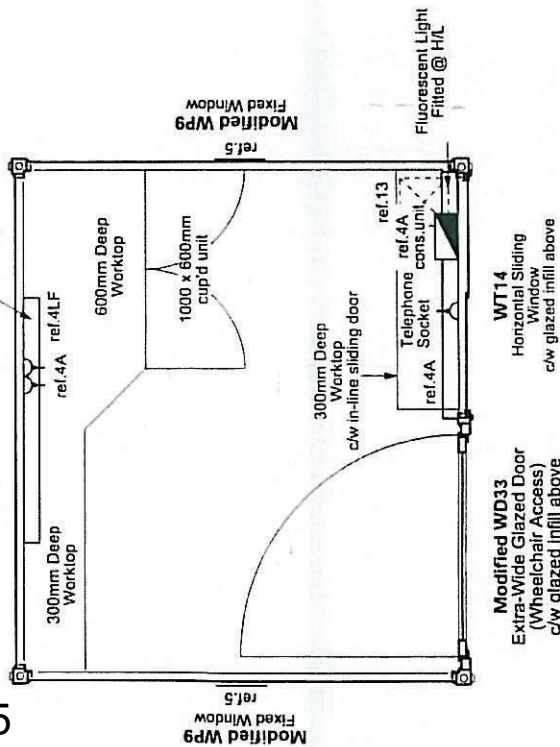 5
Modified WP9
Fixed Window
ref.5
ref.4A
ref.4LF
300mm Deep
Worktop
600mm Deep
Worktop
1000 x 600mm
cup'd unit
300mm Deep
Worktop
c/w in-line sliding door
ref.4A
Telephone
Socket
ref.13
ref.4A
cons.unit
Fluorescent Light
Fitted @ H/L
ref.5
Modified WP9
Fixed Window
Modified WD33
Extra-Wide Glazed Door
(Wheelchair Access)
c/w glazed infill above
WT14
Horizontal Sliding
Window
c/w glazed infill above